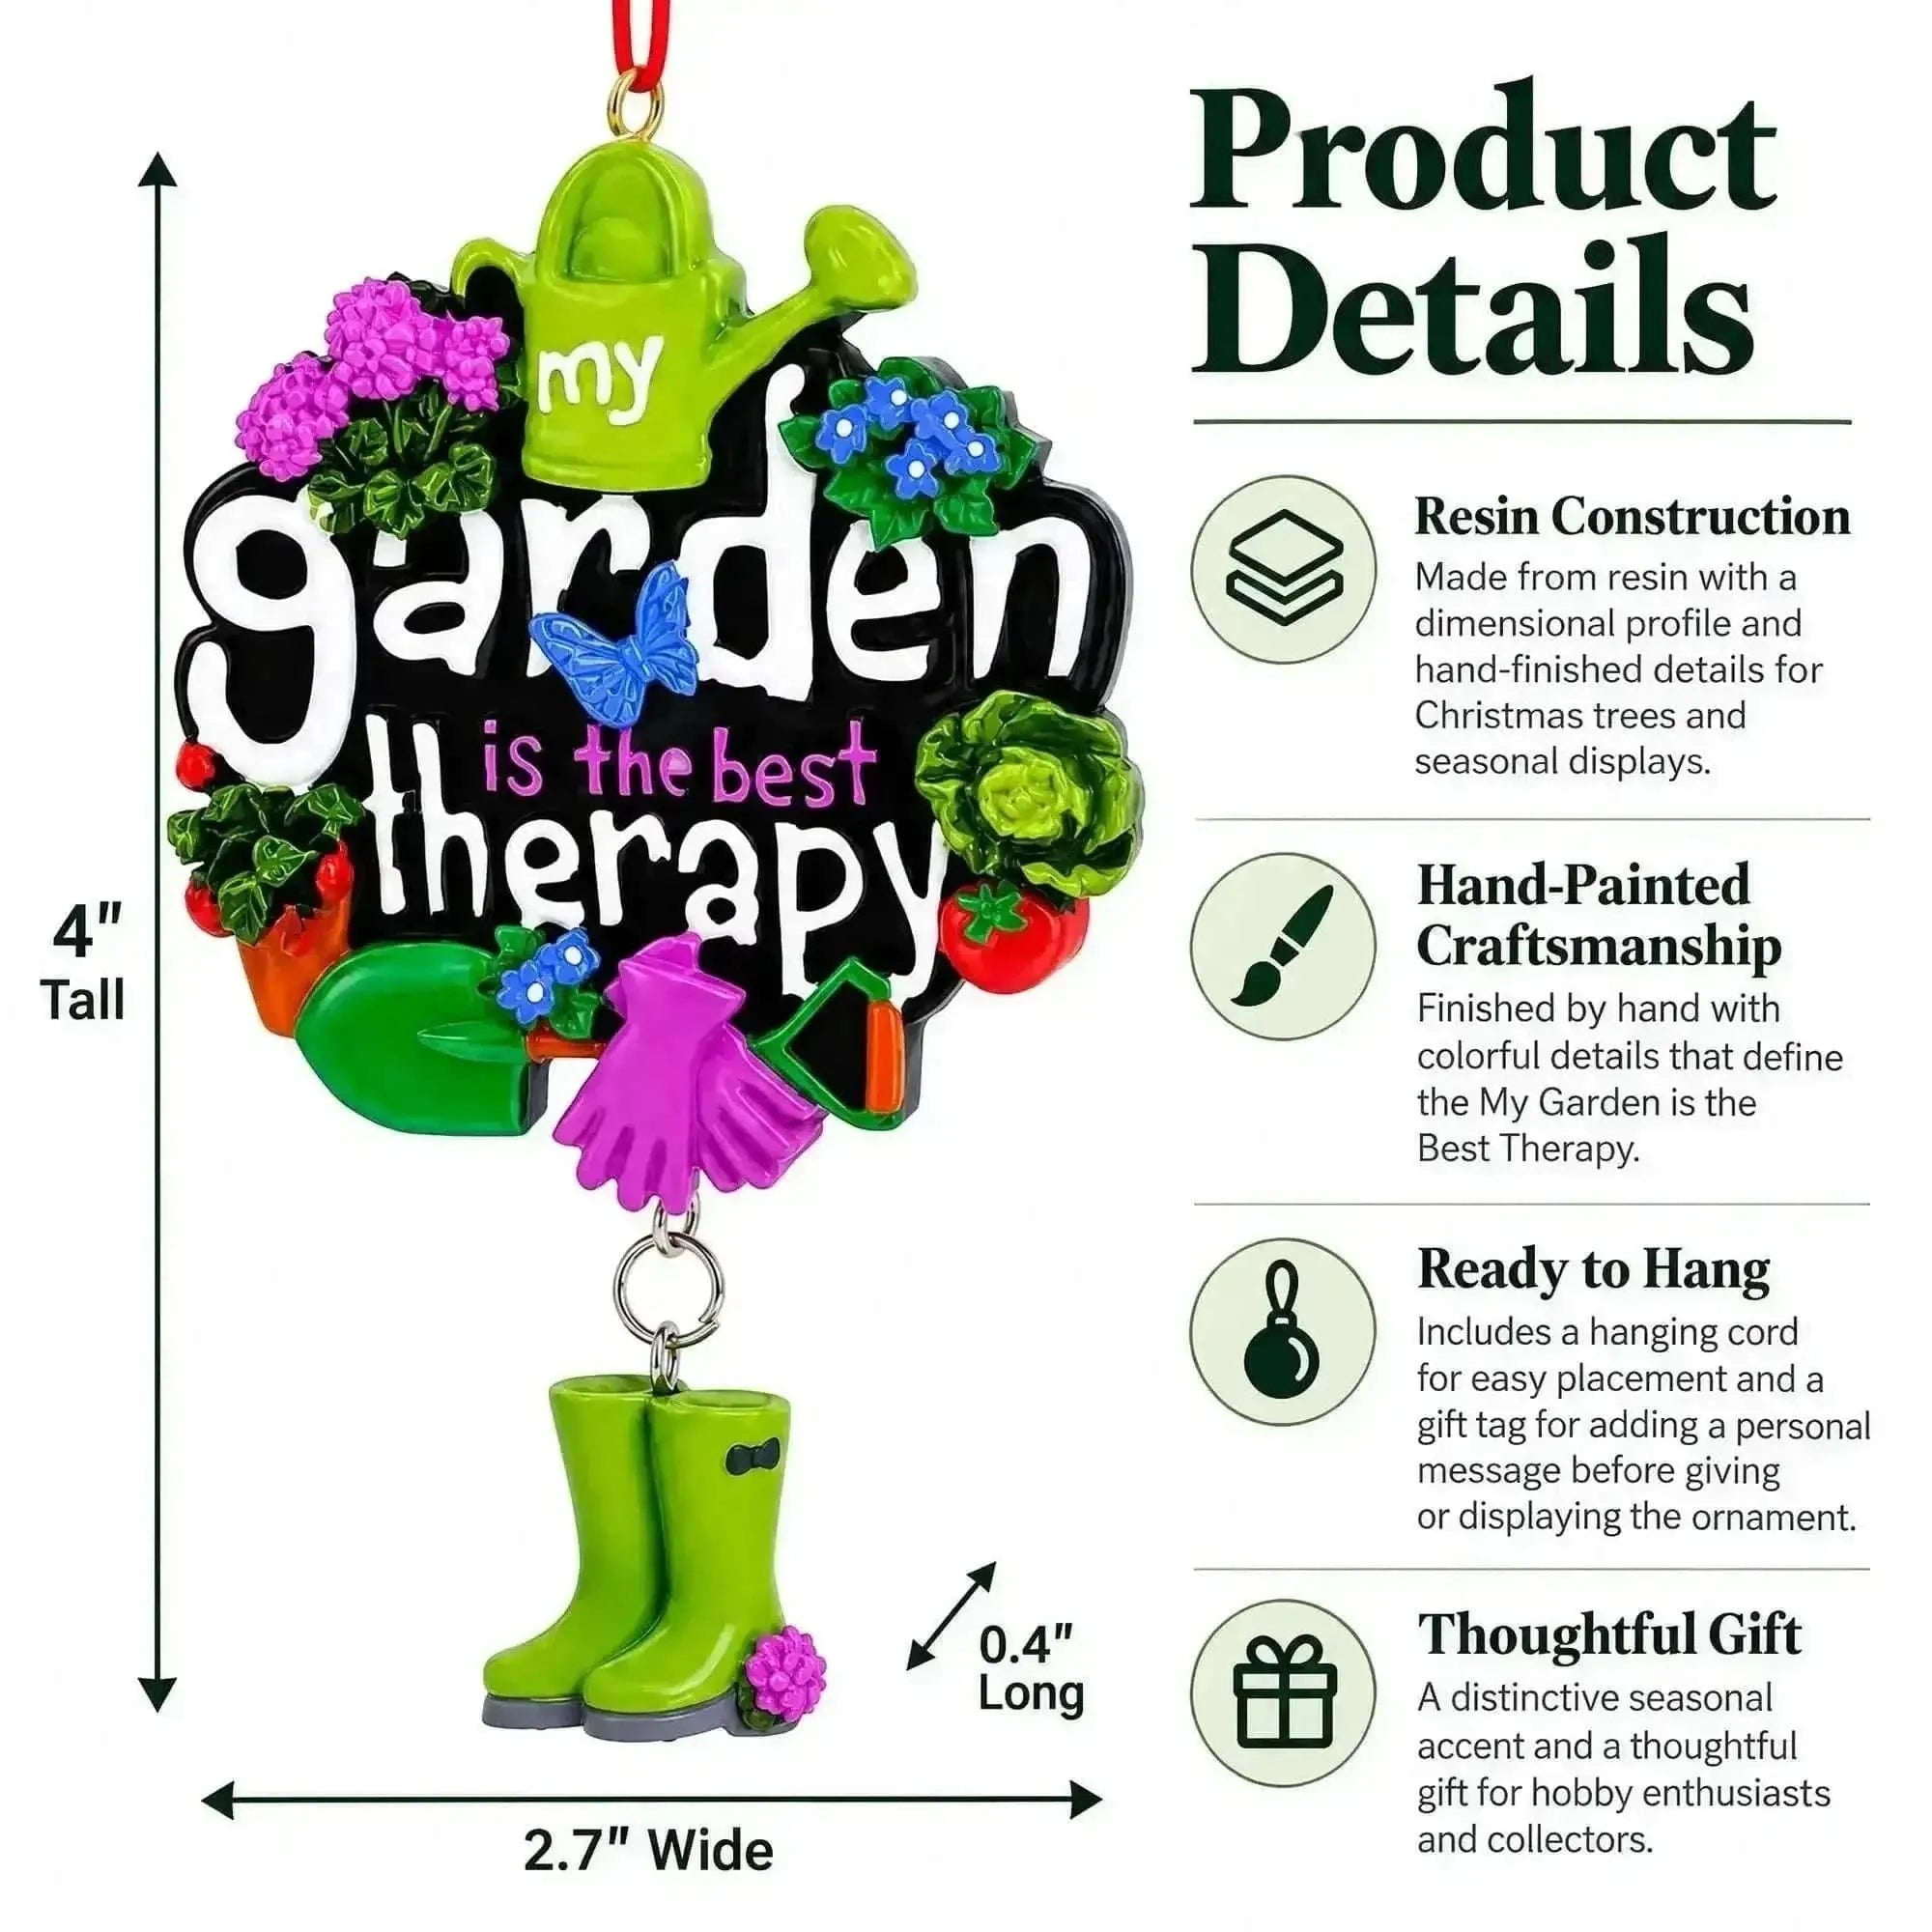 my
garden
is the best
therapy
4"
Tall
0.4"
Long
2.7" Wide
Product
Details
Resin Construction
Made from resin with a
dimensional profile and
hand-finished details for
Christmas trees and
seasonal displays.
Hand-Painted
Craftsmanship
Finished by hand with
colorful details that define
the My Garden is the
Best Therapy.
Ready to Hang
Includes a hanging cord
for easy placement and a
gift tag for adding a personal
message before giving
or displaying the ornament.
Thoughtful Gift
A distinctive seasonal
accent and a thoughtful
gift for hobby enthusiasts
and collectors.